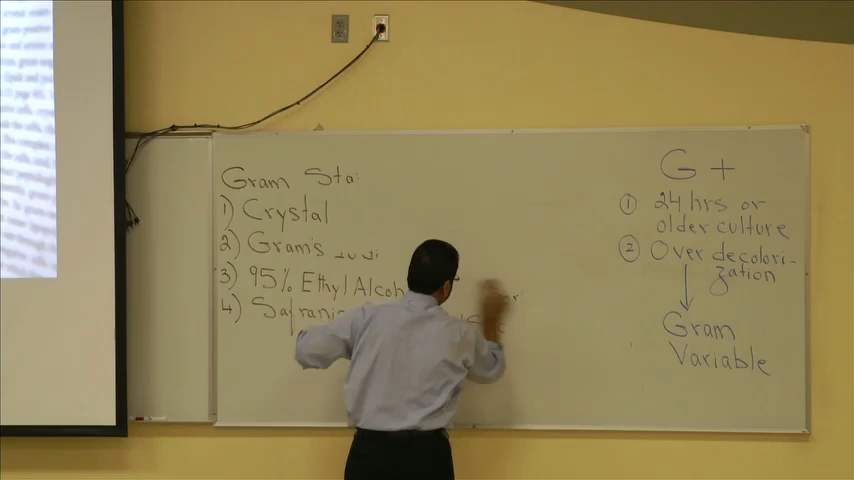 Gram Sta
1) Crystal
2) Gram's
3) 95% Ethyl Alcoh
4) Safrani
G +
① 24 hrs or
older culture
② Over decolori-
zation
↓
Gram
Variable